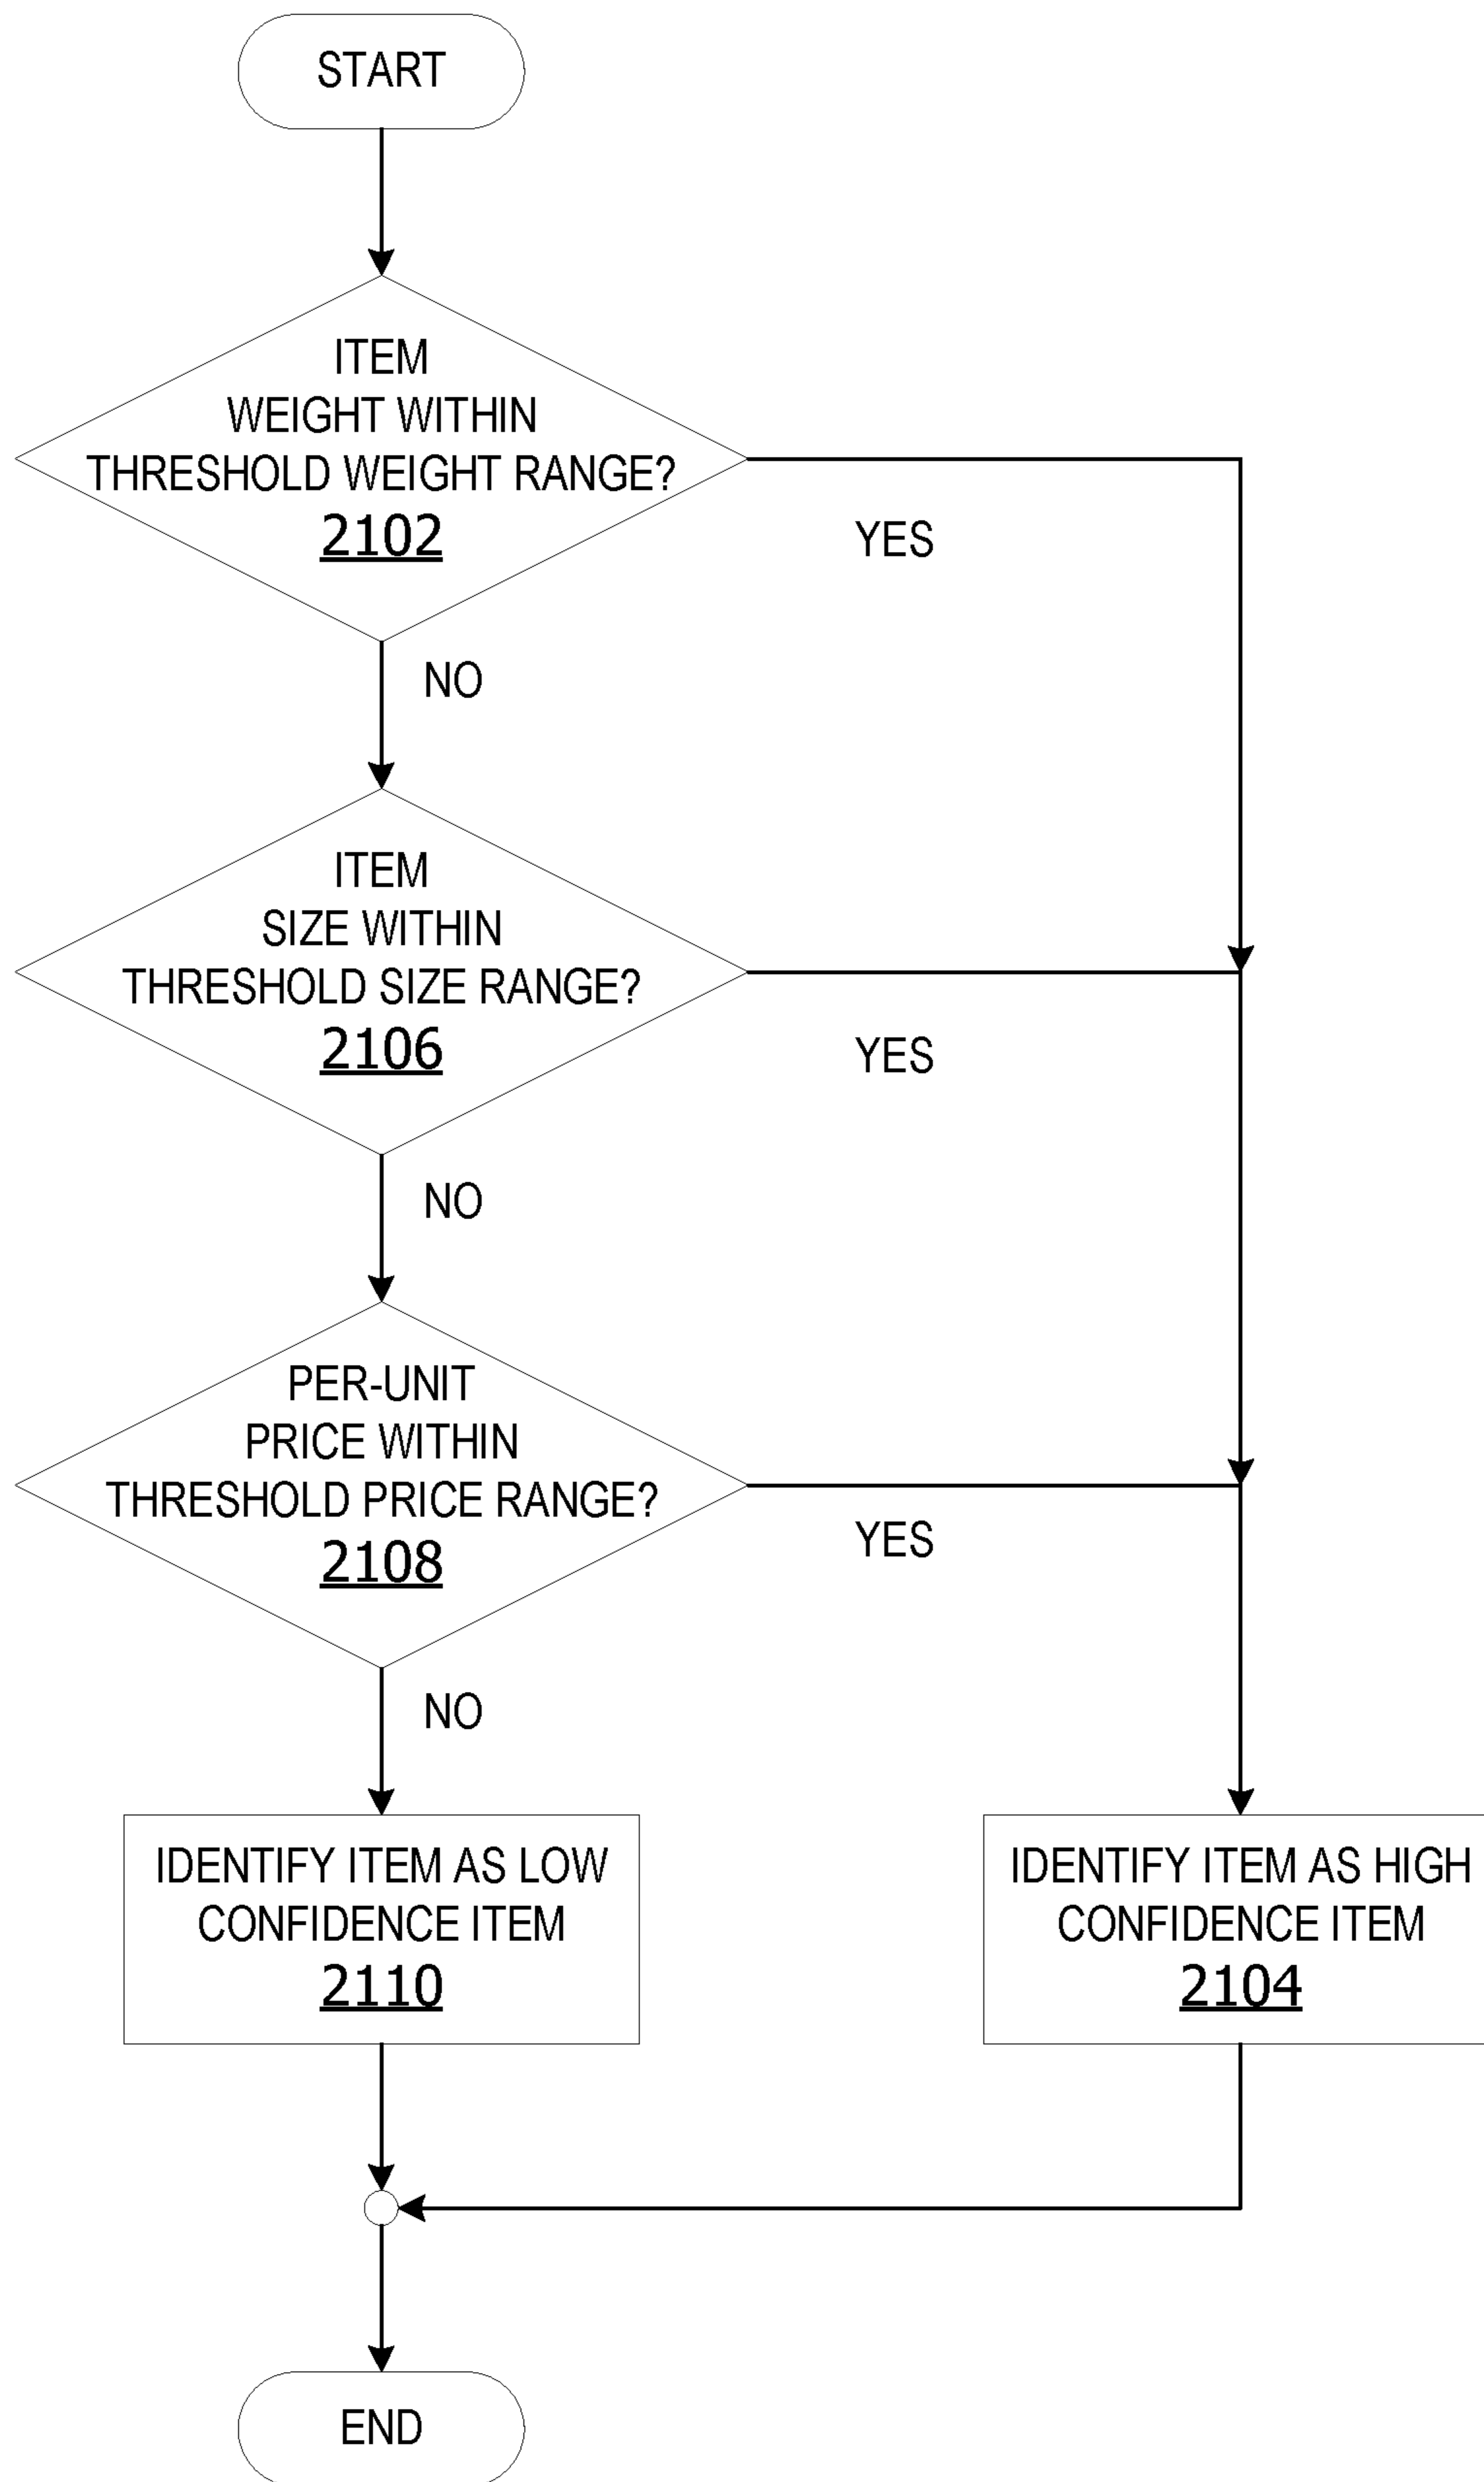 START
ITEM
WEIGHT WITHIN
THRESHOLD WEIGHT RANGE?
2102
YES
NO
ITEM
SIZE WITHIN
THRESHOLD SIZE RANGE?
2106
YES
NO
PER-UNIT
PRICE WITHIN
THRESHOLD PRICE RANGE?
2108
YES
NO
IDENTIFY ITEM AS LOW
CONFIDENCE ITEM
2110
IDENTIFY ITEM AS HIGH
CONFIDENCE ITEM
2104
END